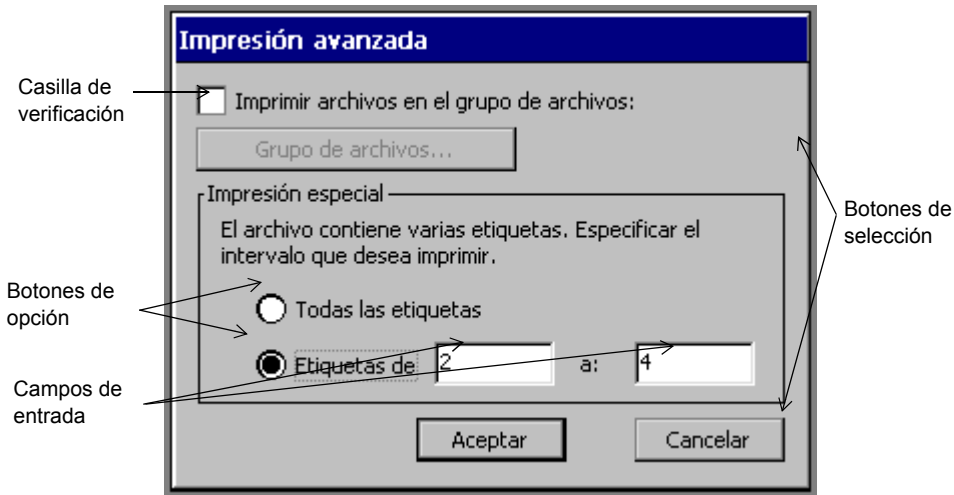 Impresión avanzada
Casilla de
verificación
Imprimir archivos en el grupo de archivos:
Grupo de archivos...
Impresión especial
El archivo contiene varias etiquetas. Especificar el
intervalo que desea imprimir.
Botones de
selección
Botones de
opción
Todas las etiquetas
Etiquetas de 2 a: 4
Campos de
entrada
Aceptar Cancelar